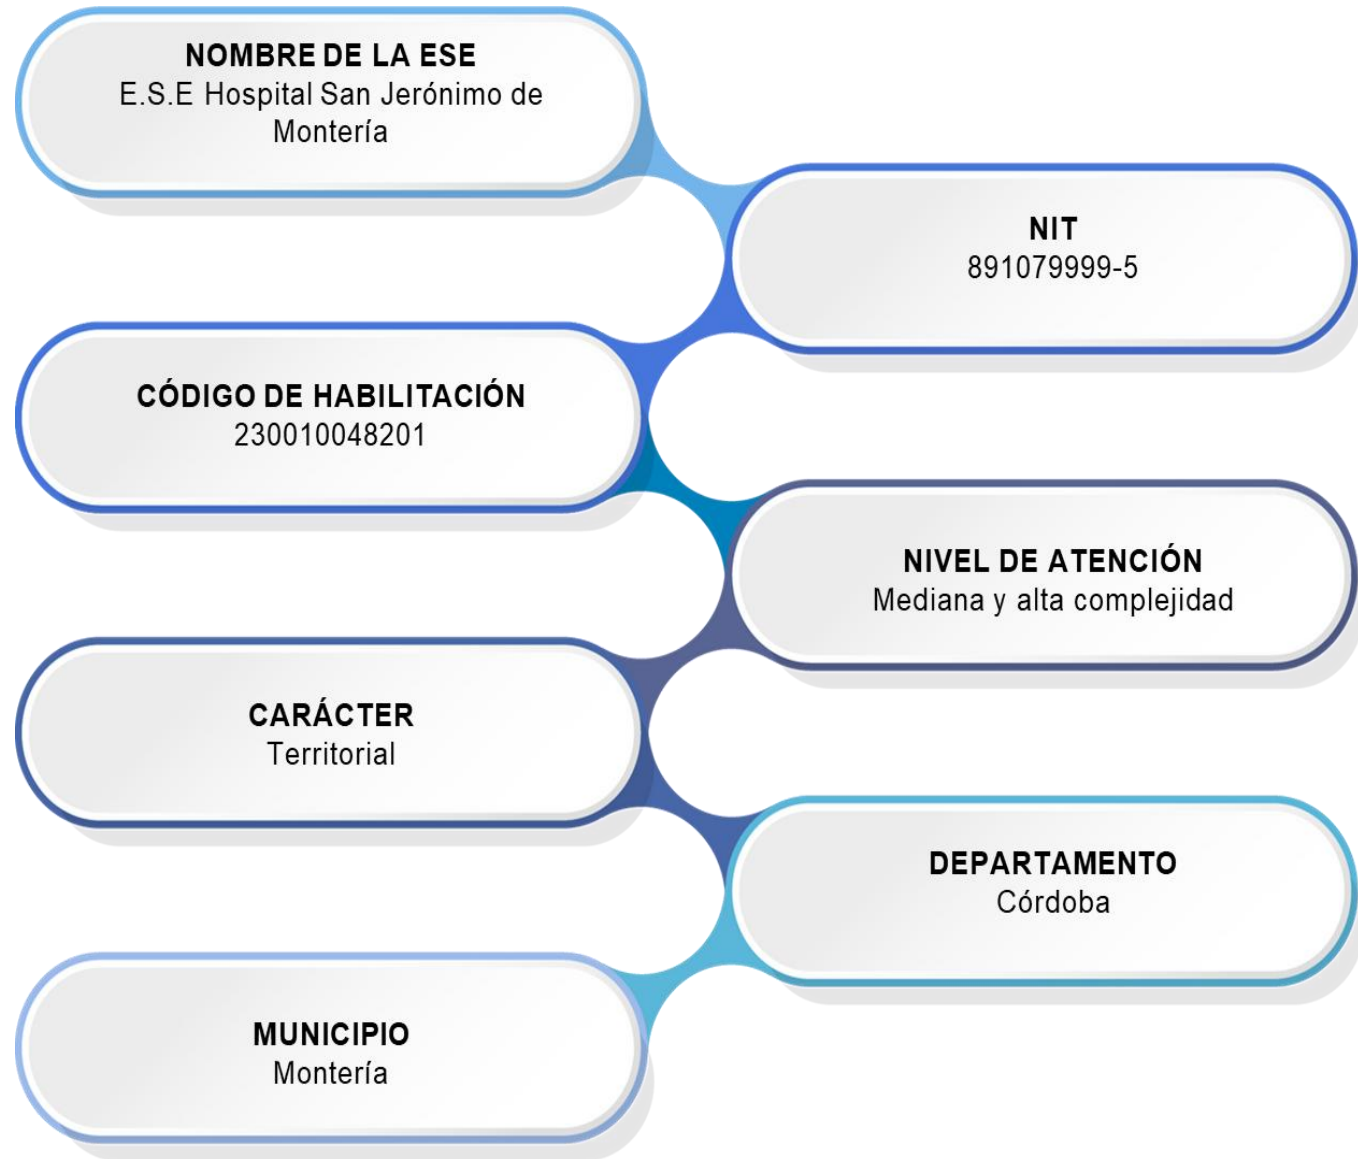 NOMBRE DE LA ESE
E.S.E Hospital San Jerónimo de
Montería
NIT
891079999-5
CÓDIGO DE HABILITACIÓN
230010048201
NIVEL DE ATENCIÓN
Mediana y alta complejidad
CARÁCTER
Territorial
DEPARTAMENTO
Córdoba
MUNICIPIO
Montería